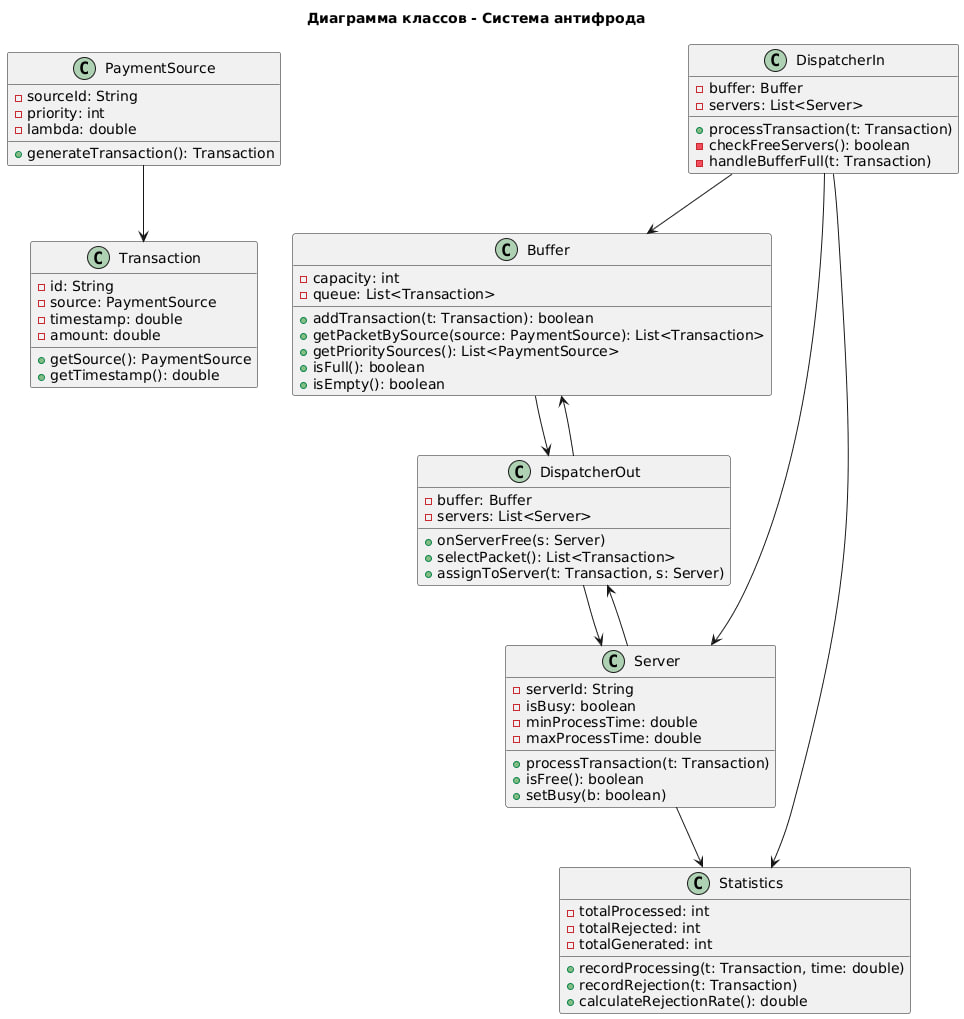 Диаграмма классов - Система антифрода
C PaymentSource
sourceId: String
priority: int
lambda: double
generateTransaction(): Transaction
C DispatcherIn
buffer: Buffer
servers: List<Server>
processTransaction(t: Transaction)
checkFreeServers(): boolean
handleBufferFull(t: Transaction)
C Transaction
id: String
source: PaymentSource
timestamp: double
amount: double
getSource(): PaymentSource
getTimestamp(): double
C Buffer
capacity: int
queue: List<Transaction>
addTransaction(t: Transaction): boolean
getPacketBySource(source: PaymentSource): List<Transaction>
getPrioritySources(): List<PaymentSource>
isFull(): boolean
isEmpty(): boolean
C DispatcherOut
buffer: Buffer
servers: List<Server>
onServerFree(s: Server)
selectPacket(): List<Transaction>
assignToServer(t: Transaction, s: Server)
C Server
serverId: String
isBusy: boolean
minProcessTime: double
maxProcessTime: double
processTransaction(t: Transaction)
isFree(): boolean
setBusy(b: boolean)
C Statistics
totalProcessed: int
totalRejected: int
totalGenerated: int
recordProcessing(t: Transaction, time: double)
recordRejection(t: Transaction)
calculateRejectionRate(): double